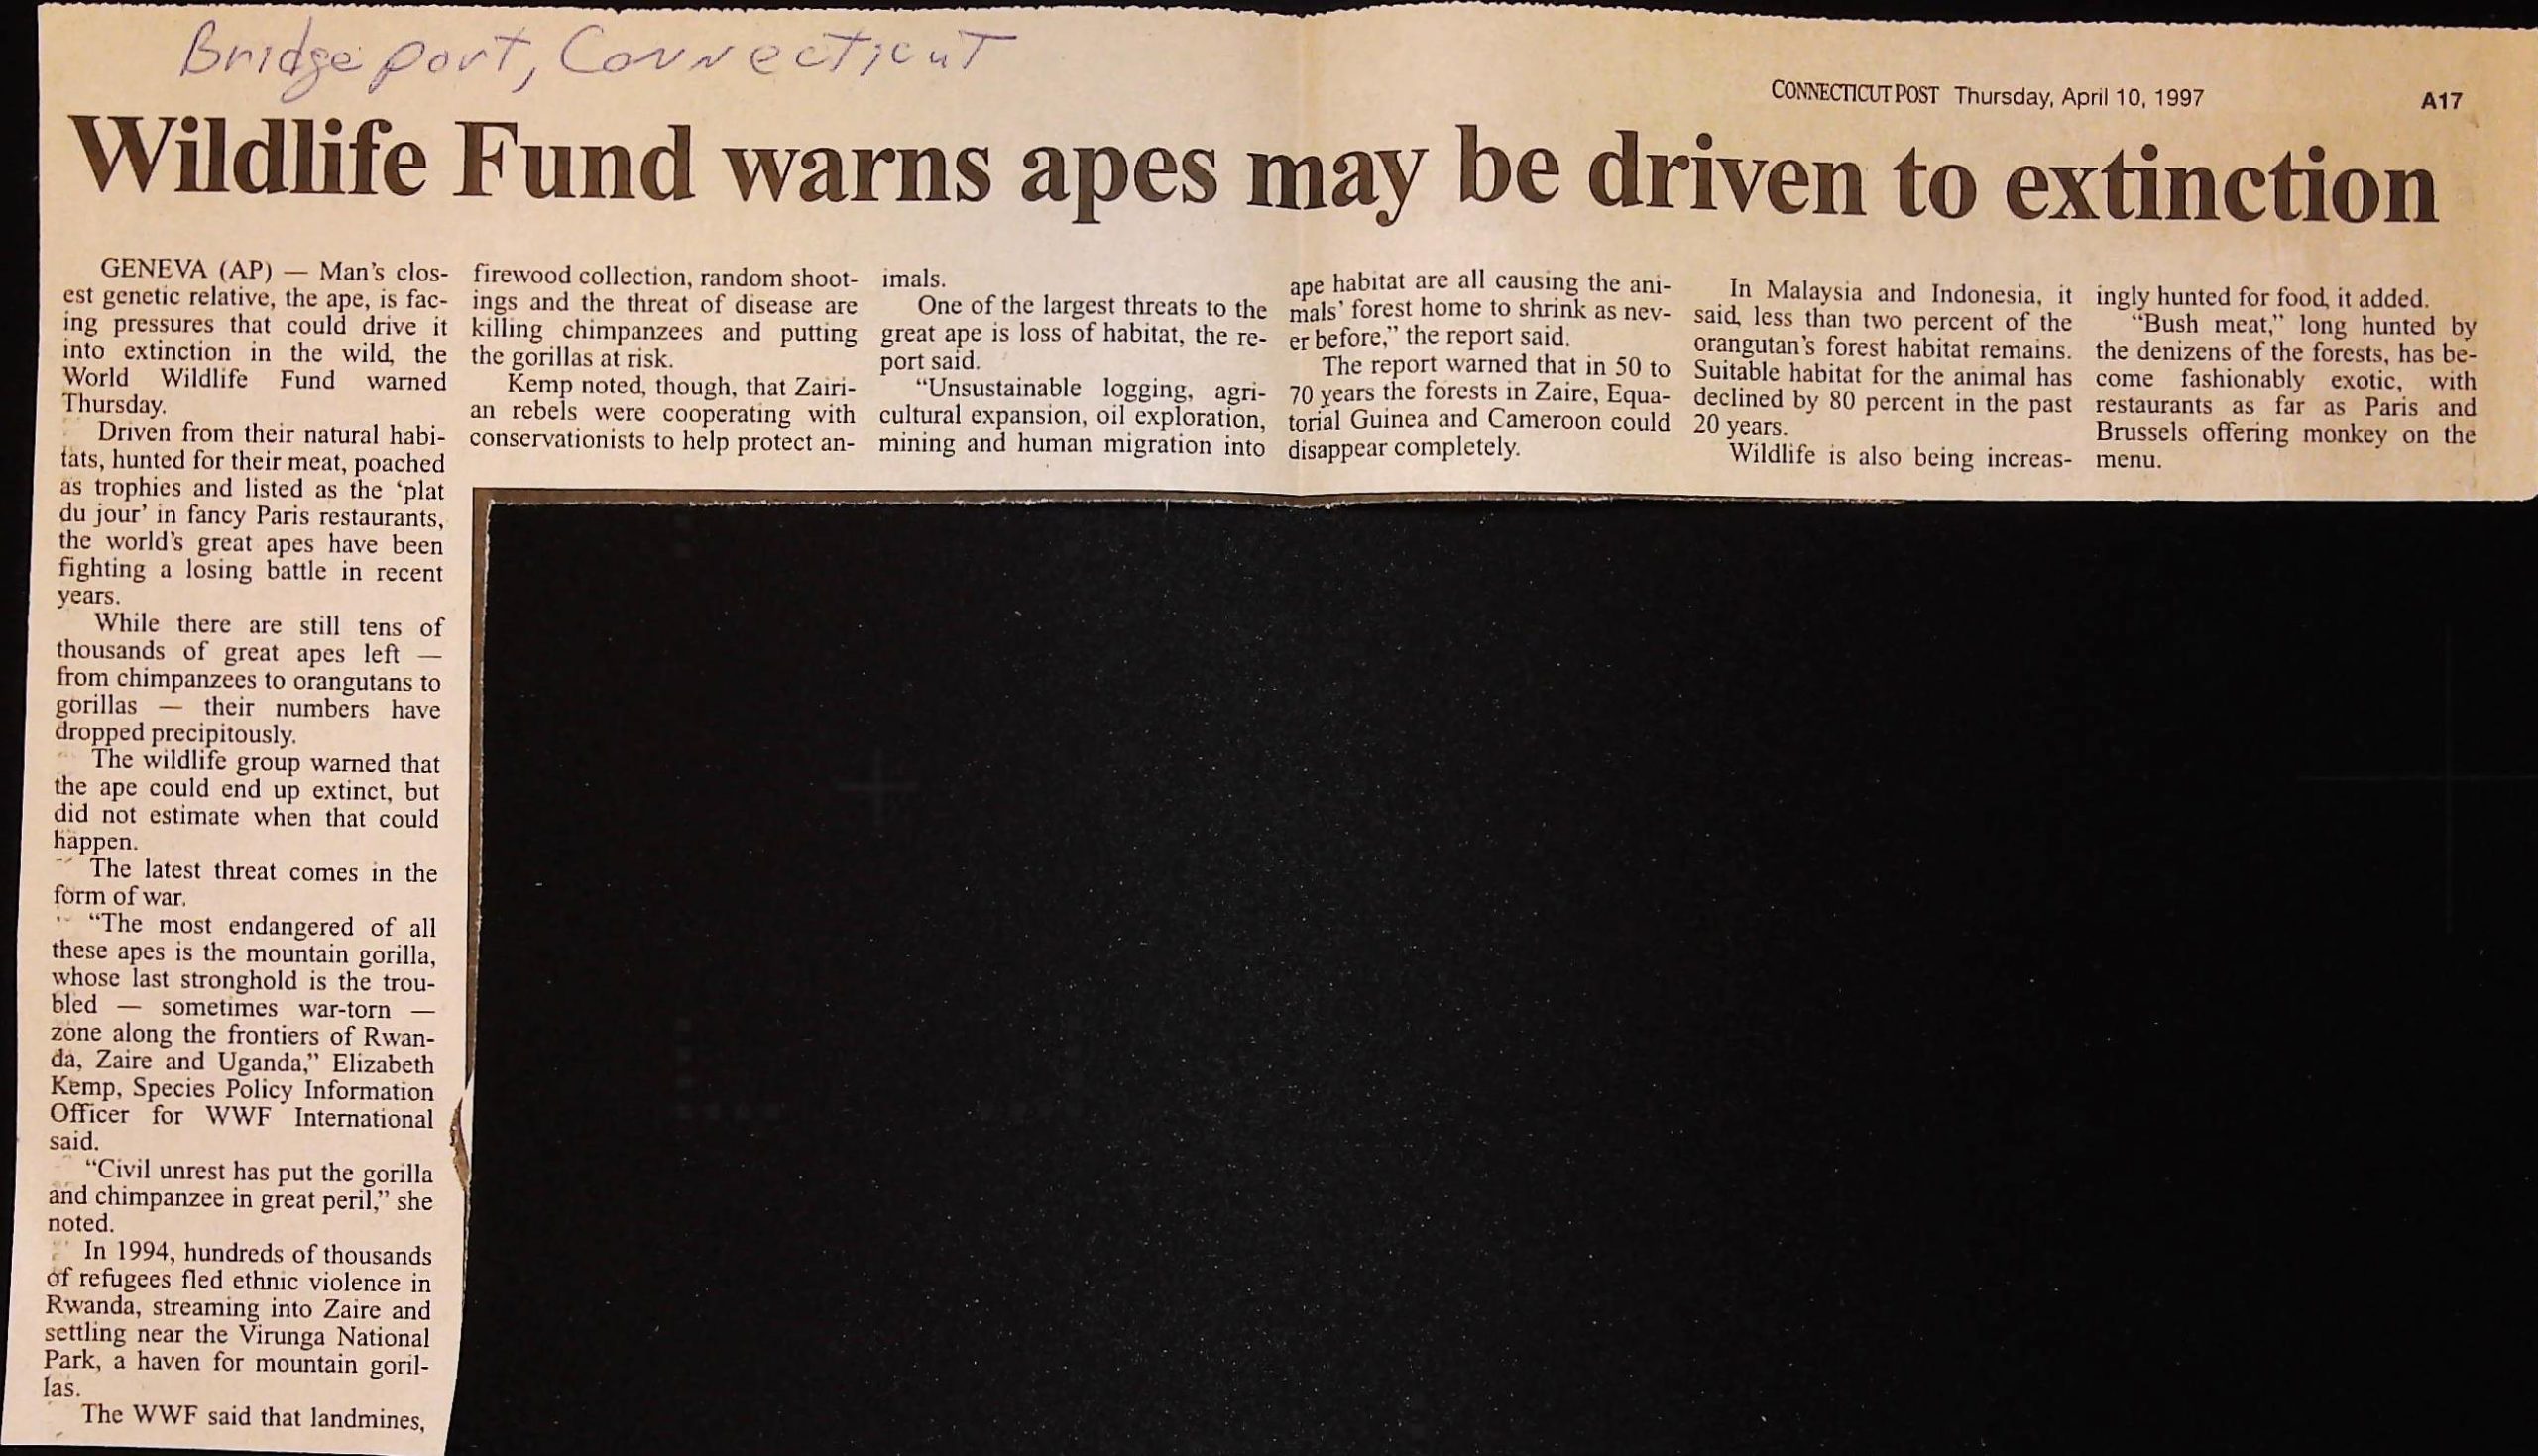 Bridgeport, Connecticut
CONNECTICUT POST Thursday, April 10, 1997 A17
Wildlife Fund warns apes may be driven to extinction
GENEVA (AP) — Man's clos-
est genetic relative, the ape, is fac-
ing pressures that could drive it
into extinction in the wild, the
World Wildlife Fund warned
Thursday.
Driven from their natural habi-
tats, hunted for their meat, poached
as trophies and listed as the ‘plat
du jour’ in fancy Paris restaurants,
the world's great apes have been
fighting a losing battle in recent
years.
While there are still tens of
thousands of great apes left —
from chimpanzees to orangutans to
gorillas — their numbers have
dropped precipitously.
The wildlife group warned that
the ape could end up extinct, but
did not estimate when that could
happen.
The latest threat comes in the
form of war.
“The most endangered of all
these apes is the mountain gorilla,
whose last stronghold is the trou-
bled — sometimes war-torn —
zone along the frontiers of Rwan-
da, Zaire and Uganda,” Elizabeth
Kemp, Species Policy Information
Officer for WWF International
said.
“Civil unrest has put the gorilla
and chimpanzee in great peril,” she
noted.
In 1994, hundreds of thousands
of refugees fled ethnic violence in
Rwanda, streaming into Zaire and
settling near the Virunga National
Park, a haven for mountain goril-
las.
The WWF said that landmines,
firewood collection, random shoot-
ings and the threat of disease are
killing chimpanzees and putting
the gorillas at risk.
Kemp noted, though, that Zairi-
an rebels were cooperating with
conservationists to help protect an-
imals.
One of the largest threats to the
great ape is loss of habitat, the re-
port said.
“Unsustainable logging, agri-
cultural expansion, oil exploration,
mining and human migration into
ape habitat are all causing the ani-
mals’ forest home to shrink as nev-
er before,” the report said.
The report warned that in 50 to
70 years the forests in Zaire, Equa-
torial Guinea and Cameroon could
disappear completely.
In Malaysia and Indonesia, it
said, less than two percent of the
orangutan's forest habitat remains.
Suitable habitat for the animal has
declined by 80 percent in the past
20 years.
Wildlife is also being increas-
ingly hunted for food, it added.
“Bush meat,” long hunted by
the denizens of the forests, has be-
come fashionably exotic, with
restaurants as far as Paris and
Brussels offering monkey on the
menu.